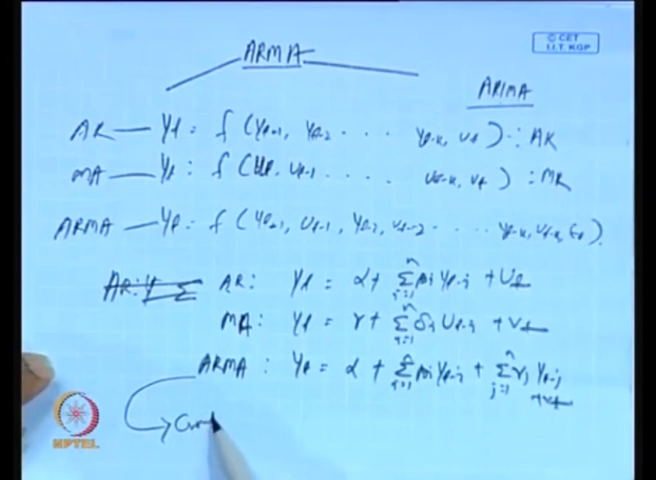 © CET
I.I.T. KGP
ARMA
ARIMA
AR — Yt = f (Yt-1, Yt-2 .... Yt-k, Ut) : AR
MA — Yt = f (Ut, Ut-1 .... Ut-k, Vt) : MA
ARMA — Yt = f (Yt-1, Ut-1, Yt-2, Ut-2 ... Yt-k, Ut-k, εt).
AR: Yt = α + Σ βi Yt-i + Ut
MA: Yt = γ + Σ δi Ut-i + Vt
ARMA: Yt = α + Σ βi Yt-i + Σ γj Yt-j + Vt
NPTEL